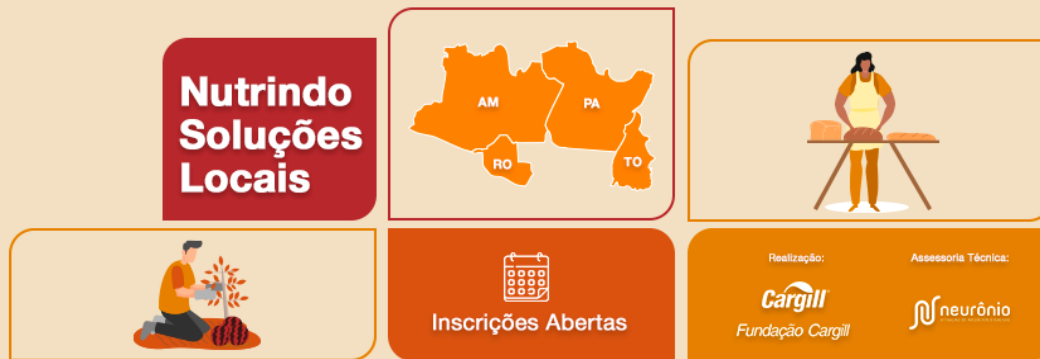 Nutrindo
Soluções
Locais
AM
PA
RO
TO
Inscrições Abertas
Realização:
Cargill
Fundação Cargill
Assessoria Técnica:
neurônio